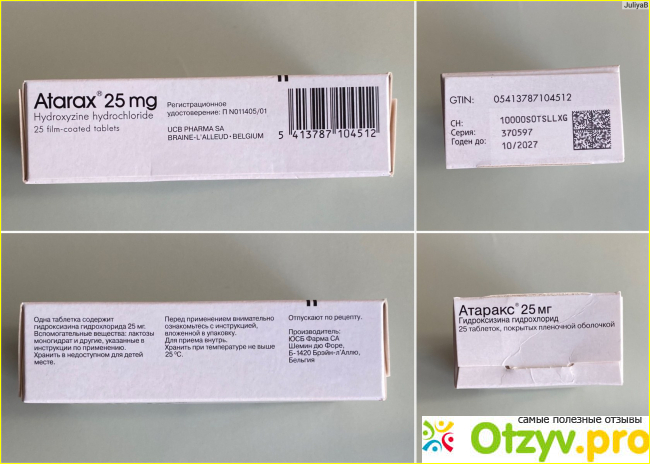 JuliyaB
Atarax® 25 mg
Hydroxyzine hydrochloride
25 film-coated tablets
Регистрационное
удостоверение: П N011405/01
UCB PHARMA SA
BRAINE-L'ALLEUD • BELGIUM
5 413787 104512
GTIN: 05413787104512
СН: 10000S0TSLLXG
Серия: 370597
Годен до: 10/2027
Одна таблетка содержит
гидроксизина гидрохлорида 25 мг.
Вспомогательные вещества: лактозы
моногидрат и другие, указанные в
инструкции по применению.
Хранить в недоступном для детей
месте.
Перед применением внимательно
ознакомьтесь с инструкцией,
вложенной в упаковку.
Для приема внутрь.
Хранить при температуре не выше
25 ºС.
Отпускают по рецепту.
Производитель:
ЮСБ Фарма СА
Шемин дю Форе,
Б-1420 Брэйн-л'Аллю,
Бельгия
Атаракс® 25 мг
Гидроксизина гидрохлорид
25 таблеток, покрытых пленочной оболочкой
самые полезные отзывы
Otzyv.pro